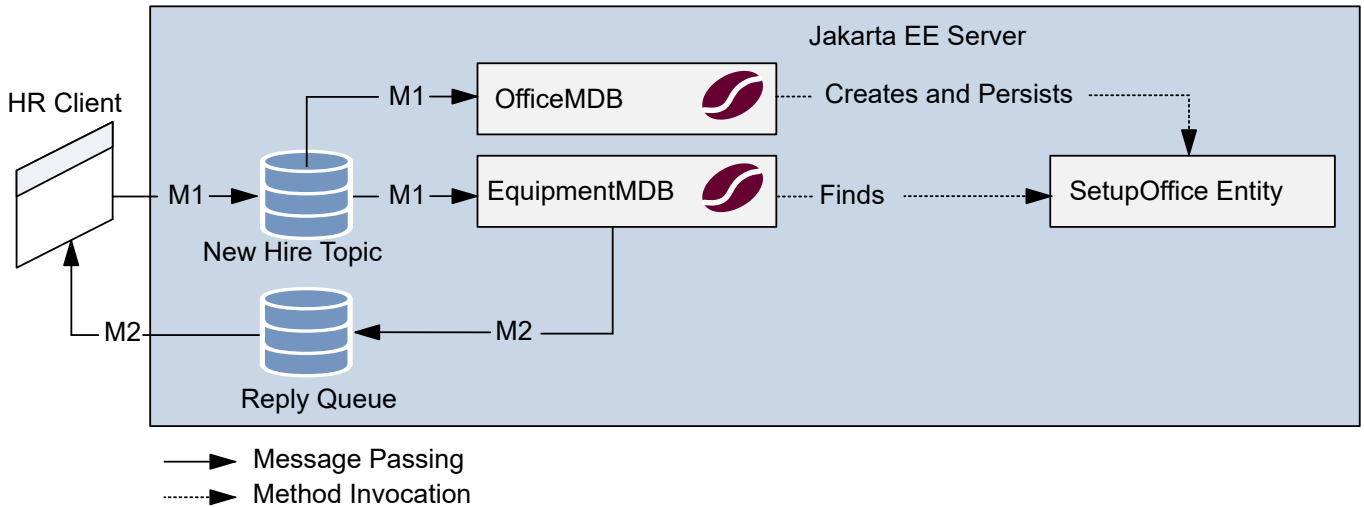 Jakarta EE Server
HR Client
M1
OfficeMDB
Creates and Persists
M1
M1
EquipmentMDB
Finds
SetupOffice Entity
New Hire Topic
M2
M2
Reply Queue
Message Passing
Method Invocation